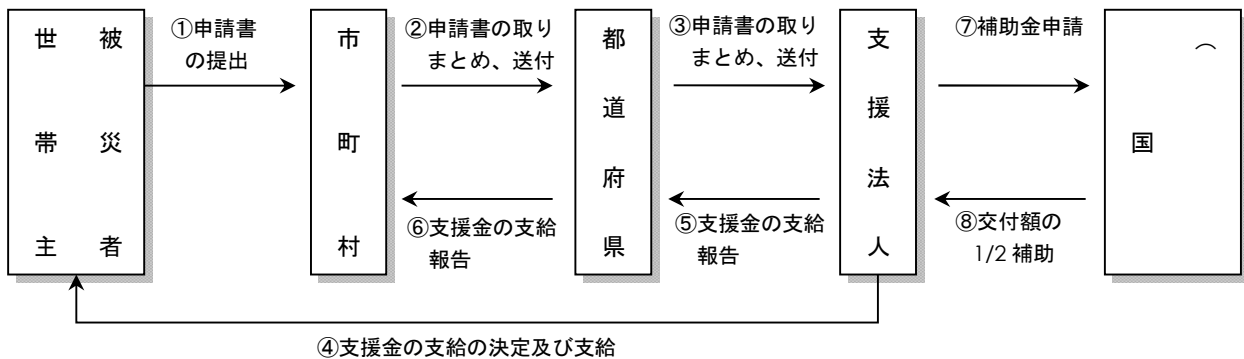 被災者
世帯主
①申請書
の提出
市町村
②申請書の取り
まとめ、送付
都道府県
③申請書の取り
まとめ、送付
支援法人
⑦補助金申請
（
国
⑥支援金の支給
報告
⑤支援金の支給
報告
⑧交付額の
1/2 補助
④支援金の支給の決定及び支給